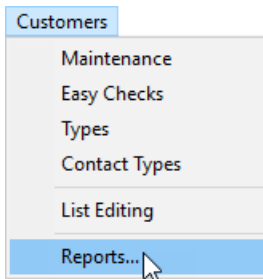 Customers
Maintenance
Easy Checks
Types
Contact Types
List Editing
Reports...